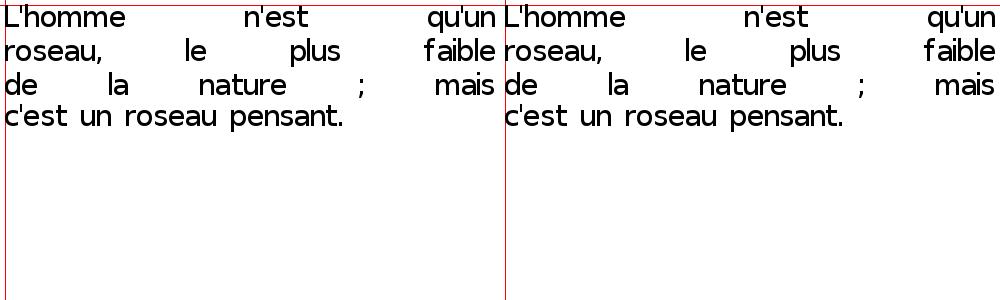 L'homme n'est qu'un
roseau, le plus faible
de la nature ; mais
c'est un roseau pensant.
L'homme n'est qu'un
roseau, le plus faible
de la nature ; mais
c'est un roseau pensant.